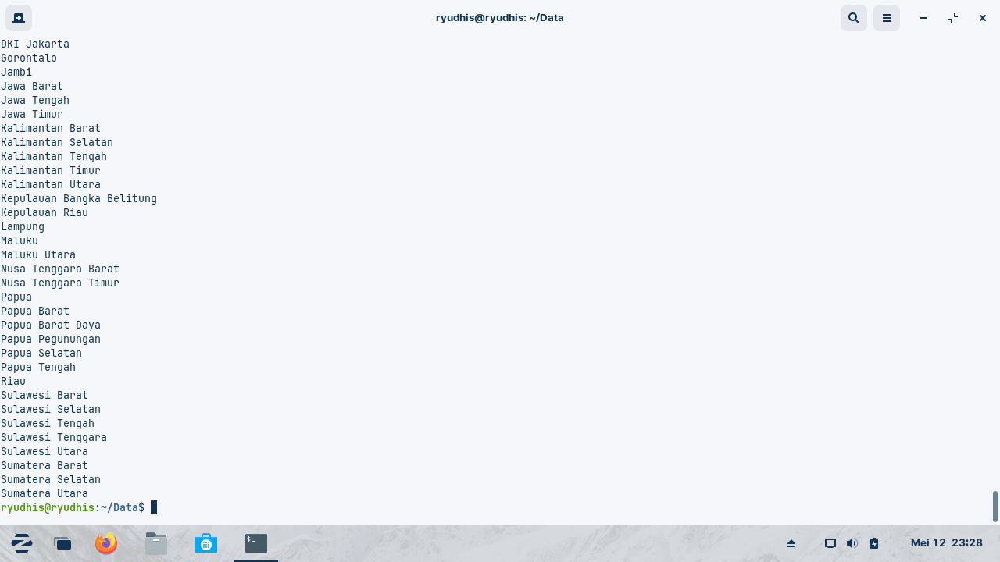 ryudhis@ryudhis: ~/Data
DKI Jakarta
Gorontalo
Jambi
Jawa Barat
Jawa Tengah
Jawa Timur
Kalimantan Barat
Kalimantan Selatan
Kalimantan Tengah
Kalimantan Timur
Kalimantan Utara
Kepulauan Bangka Belitung
Kepulauan Riau
Lampung
Maluku
Maluku Utara
Nusa Tenggara Barat
Nusa Tenggara Timur
Papua
Papua Barat
Papua Barat Daya
Papua Pegunungan
Papua Selatan
Papua Tengah
Riau
Sulawesi Barat
Sulawesi Selatan
Sulawesi Tengah
Sulawesi Tenggara
Sulawesi Utara
Sumatera Barat
Sumatera Selatan
Sumatera Utara
ryudhis@ryudhis:~/Data$
$_
Mei 12 23:28